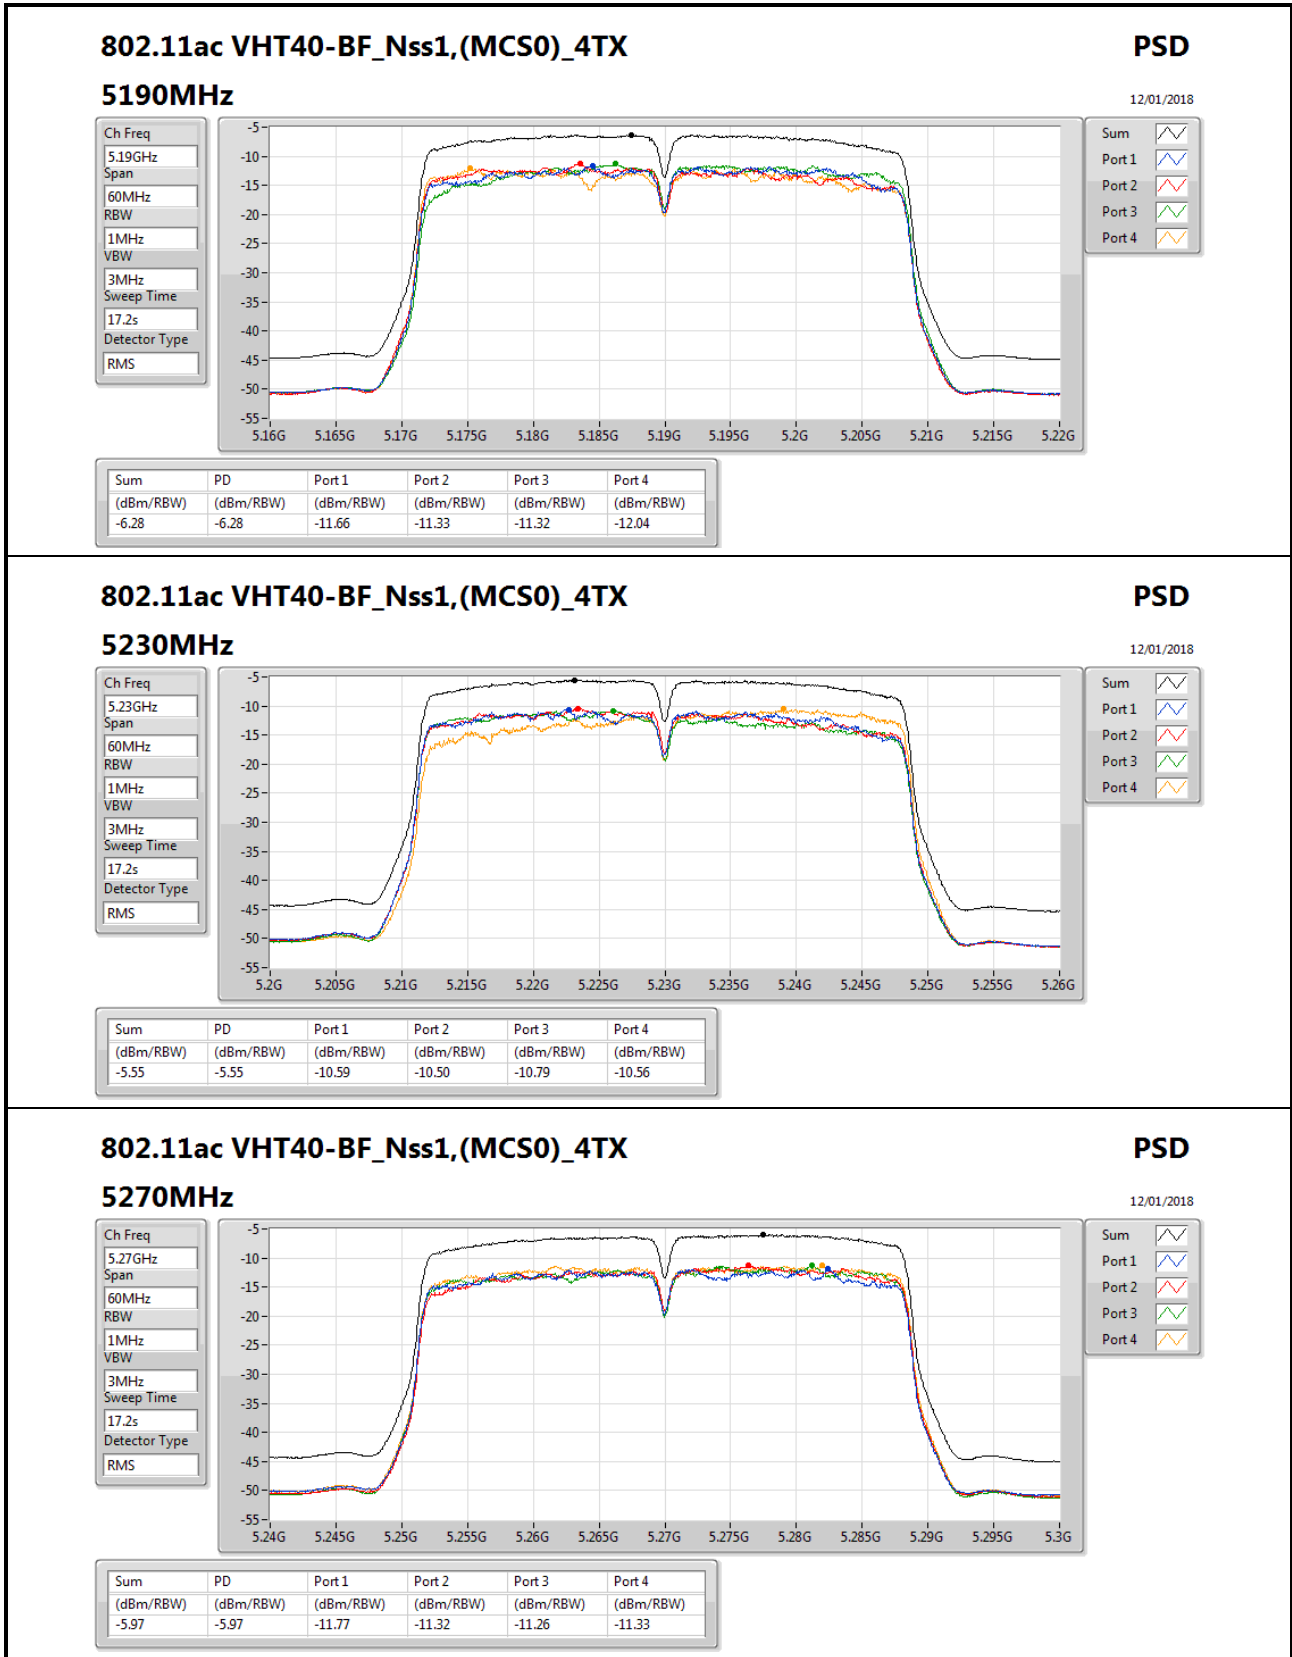 802.11ac VHT40-BF_Nss1,(MCS0)_4TX PSD
5190MHz 12/01/2018
Ch Freq
5.19GHz
Span
60MHz
RBW
1MHz
VBW
3MHz
Sweep Time
17.2s
Detector Type
RMS
-5
-10
-15
-20
-25
-30
-35
-40
-45
-50
-55
5.16G 5.165G 5.17G 5.175G 5.18G 5.185G 5.19G 5.195G 5.2G 5.205G 5.21G 5.215G 5.22G
Sum
Port 1
Port 2
Port 3
Port 4
Sum PD Port 1 Port 2 Port 3 Port 4
(dBm/RBW) (dBm/RBW) (dBm/RBW) (dBm/RBW) (dBm/RBW) (dBm/RBW)
-6.28 -6.28 -11.66 -11.33 -11.32 -12.04
802.11ac VHT40-BF_Nss1,(MCS0)_4TX PSD
5230MHz 12/01/2018
Ch Freq
5.23GHz
Span
60MHz
RBW
1MHz
VBW
3MHz
Sweep Time
17.2s
Detector Type
RMS
-5
-10
-15
-20
-25
-30
-35
-40
-45
-50
-55
5.2G 5.205G 5.21G 5.215G 5.22G 5.225G 5.23G 5.235G 5.24G 5.245G 5.25G 5.255G 5.26G
Sum
Port 1
Port 2
Port 3
Port 4
Sum PD Port 1 Port 2 Port 3 Port 4
(dBm/RBW) (dBm/RBW) (dBm/RBW) (dBm/RBW) (dBm/RBW) (dBm/RBW)
-5.55 -5.55 -10.59 -10.50 -10.79 -10.56
802.11ac VHT40-BF_Nss1,(MCS0)_4TX PSD
5270MHz 12/01/2018
Ch Freq
5.27GHz
Span
60MHz
RBW
1MHz
VBW
3MHz
Sweep Time
17.2s
Detector Type
RMS
-5
-10
-15
-20
-25
-30
-35
-40
-45
-50
-55
5.24G 5.245G 5.25G 5.255G 5.26G 5.265G 5.27G 5.275G 5.28G 5.285G 5.29G 5.295G 5.3G
Sum
Port 1
Port 2
Port 3
Port 4
Sum PD Port 1 Port 2 Port 3 Port 4
(dBm/RBW) (dBm/RBW) (dBm/RBW) (dBm/RBW) (dBm/RBW) (dBm/RBW)
-5.97 -5.97 -11.77 -11.32 -11.26 -11.33